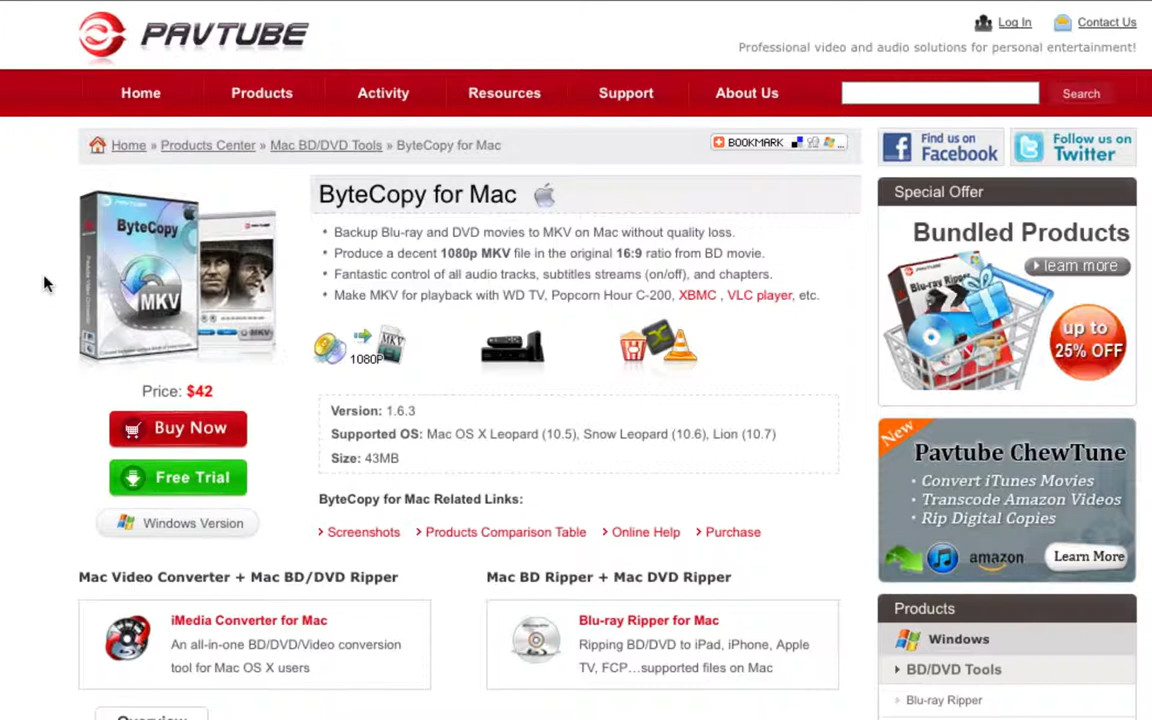 PAVTUBE
Log In
Contact Us
Professional video and audio solutions for personal entertainment!
Home
Products
Activity
Resources
Support
About Us
Search
Home » Products Center » Mac BD/DVD Tools » ByteCopy for Mac
BOOKMARK
Find us on
Facebook
Follow us on
Twitter
ByteCopy
MKV
PAVTUBE
MKV
Price: $42
Buy Now
Free Trial
Windows Version
ByteCopy for Mac
• Backup Blu-ray and DVD movies to MKV on Mac without quality loss.
• Produce a decent 1080p MKV file in the original 16:9 ratio from BD movie.
• Fantastic control of all audio tracks, subtitles streams (on/off), and chapters.
• Make MKV for playback with WD TV, Popcorn Hour C-200, XBMC , VLC player, etc.
1080P
MKV
Version: 1.6.3
Supported OS: Mac OS X Leopard (10.5), Snow Leopard (10.6), Lion (10.7)
Size: 43MB
ByteCopy for Mac Related Links:
Screenshots
Products Comparison Table
Online Help
Purchase
Mac Video Converter + Mac BD/DVD Ripper
iMedia Converter for Mac
An all-in-one BD/DVD/Video conversion
tool for Mac OS X users
Mac BD Ripper + Mac DVD Ripper
Blu-ray Ripper for Mac
Ripping BD/DVD to iPad, iPhone, Apple
TV, FCP...supported files on Mac
Overview
Special Offer
Bundled Products
learn more
Blu-ray Ripper
up to
25% OFF
New
Pavtube ChewTune
• Convert iTunes Movies
• Transcode Amazon Videos
• Rip Digital Copies
amazon
Learn More
Products
Windows
BD/DVD Tools
Blu-ray Ripper